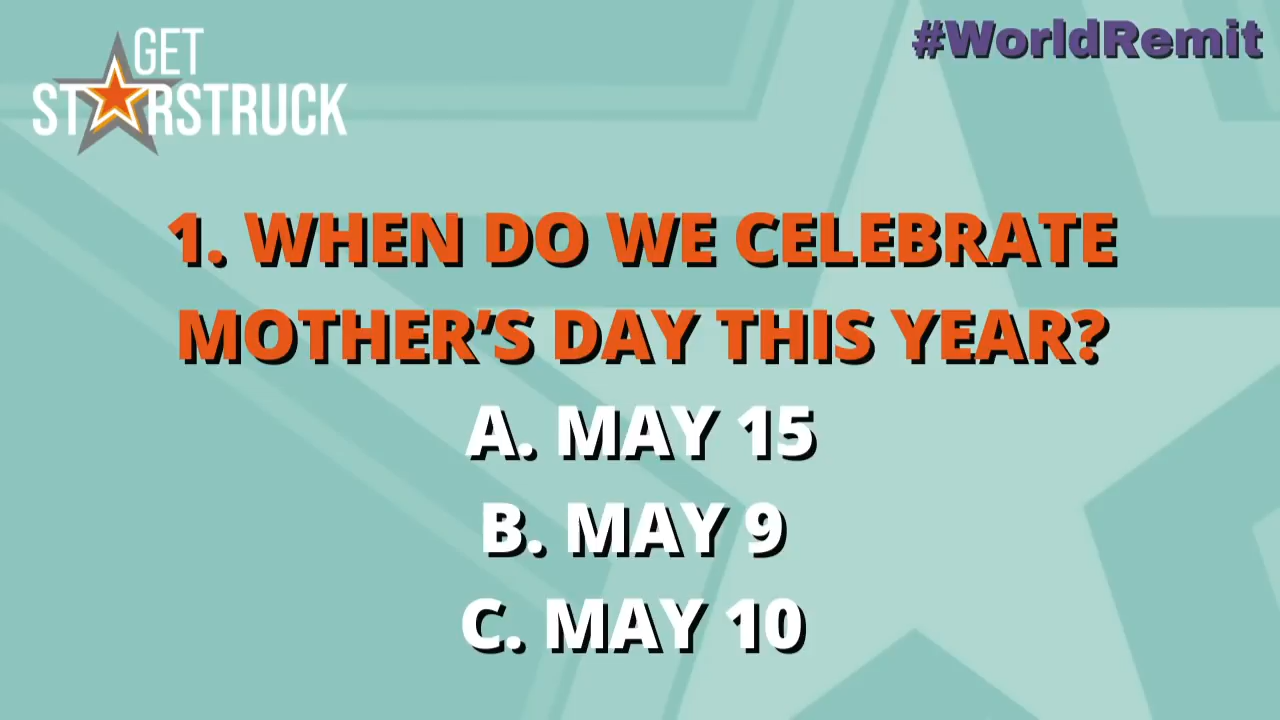 GET
STARSTRUCK
#WorldRemit
1. WHEN DO WE CELEBRATE
MOTHER'S DAY THIS YEAR?
A. MAY 15
B. MAY 9
C. MAY 10